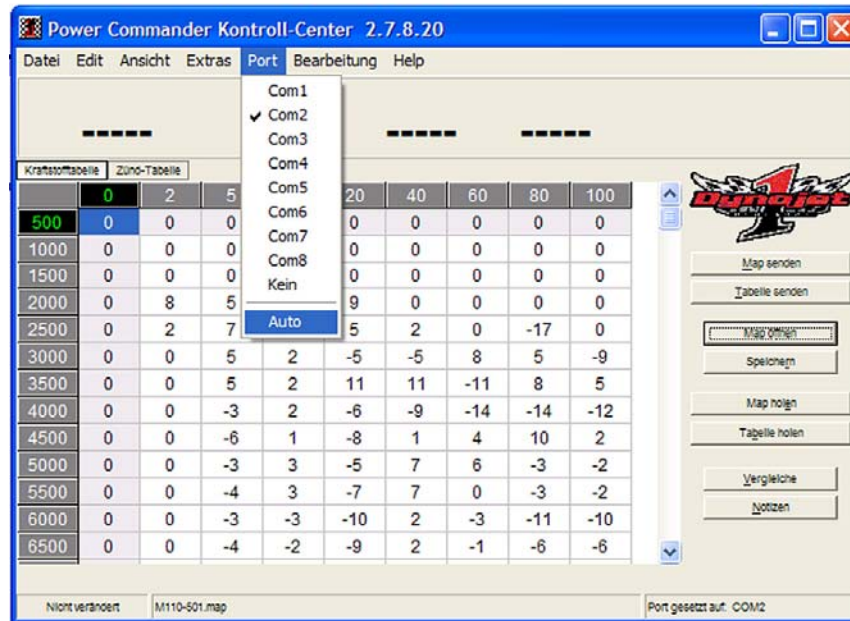 Power Commander Kontroll-Center 2.7.8.20
Datei Edit Ansicht Extras Port Bearbeitung Help
Com1
Com2
Com3
Com4
Com5
Com6
Com7
Com8
Kein
Auto
----- ----- -----
Kraftstofftabelle Zünd-Tabelle
0 2 5 20 40 60 80 100
500 0 0 0 0 0 0 0 0
1000 0 0 0 0 0 0 0 0
1500 0 0 0 0 0 0 0 0
2000 0 8 5 9 0 0 0 0
2500 0 2 7 5 2 0 -17 0
3000 0 0 5 2 -5 -5 8 5 -9
3500 0 0 5 2 11 11 -11 8 5
4000 0 0 -3 2 -6 -9 -14 -14 -12
4500 0 0 -6 1 -8 1 4 10 2
5000 0 0 -3 3 -5 7 6 -3 -2
5500 0 0 -4 3 -7 7 0 -3 -2
6000 0 0 -3 -3 -10 2 -3 -11 -10
6500 0 0 -4 -2 -9 2 -1 -6 -6
Dynojet
Map senden
Tabelle senden
Map öffnen
Speichern
Map holen
Tabelle holen
Vergleiche
Notizen
Nicht verändert M110-501.map Port gesetzt auf: COM2